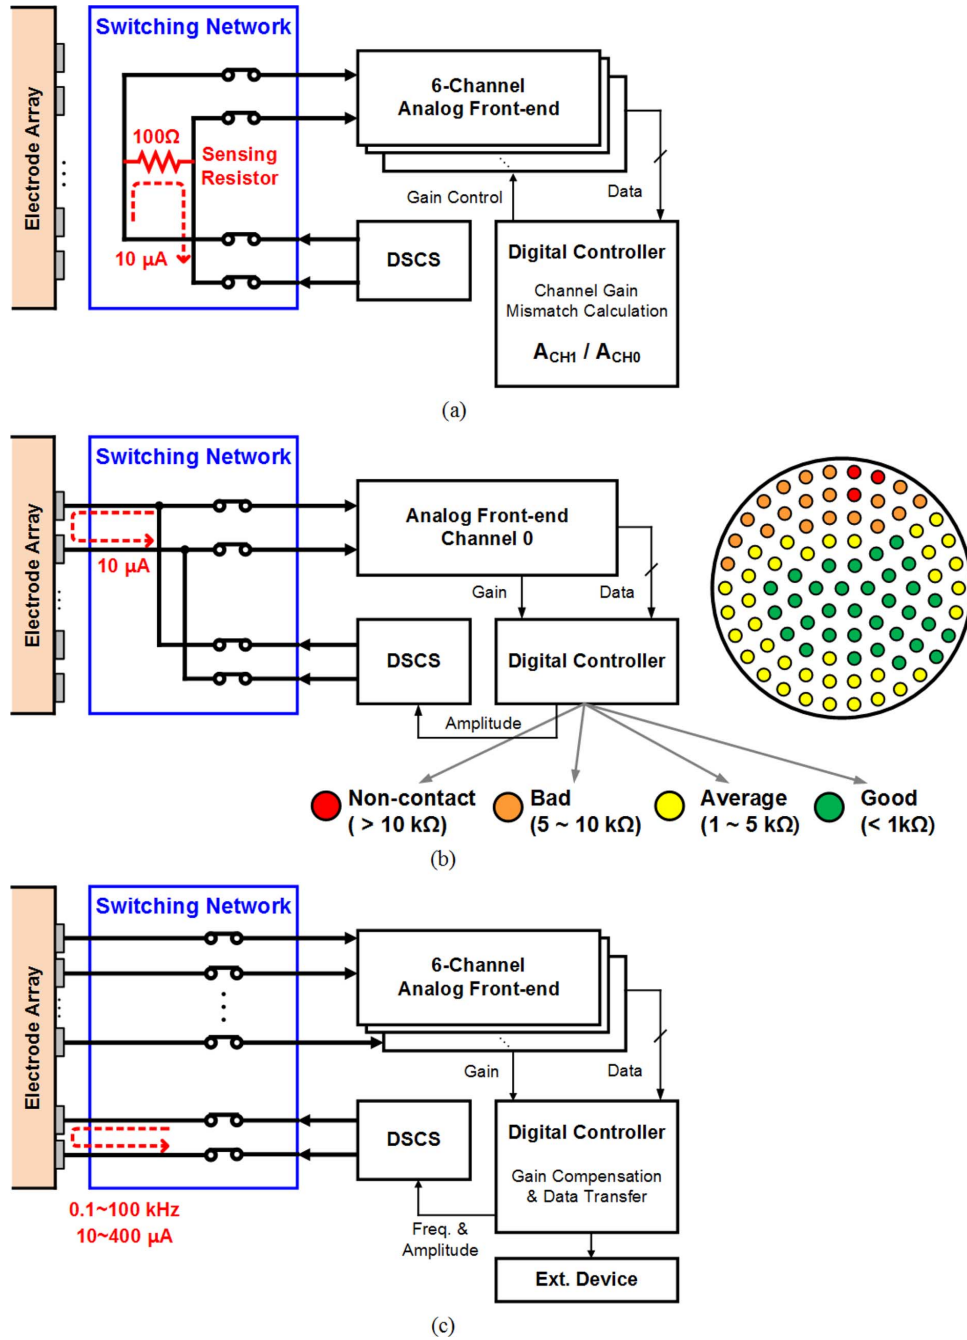 Switching Network
Electrode Array
100Ω
Sensing
Resistor
10 μA
6-Channel
Analog Front-end
Gain Control
Data
DSCS
Digital Controller
Channel Gain
Mismatch Calculation
ACH1 / ACH0
(a)
Switching Network
Electrode Array
10 μA
Analog Front-end
Channel 0
Gain
Data
DSCS
Digital Controller
Amplitude
Non-contact
( > 10 kΩ)
Bad
(5 ~ 10 kΩ)
Average
(1 ~ 5 kΩ)
Good
(< 1kΩ)
(b)
Switching Network
Electrode Array
6-Channel
Analog Front-end
Gain
Data
DSCS
Digital Controller
Gain Compensation
& Data Transfer
0.1~100 kHz
10~400 μA
Freq. &
Amplitude
Ext. Device
(c)